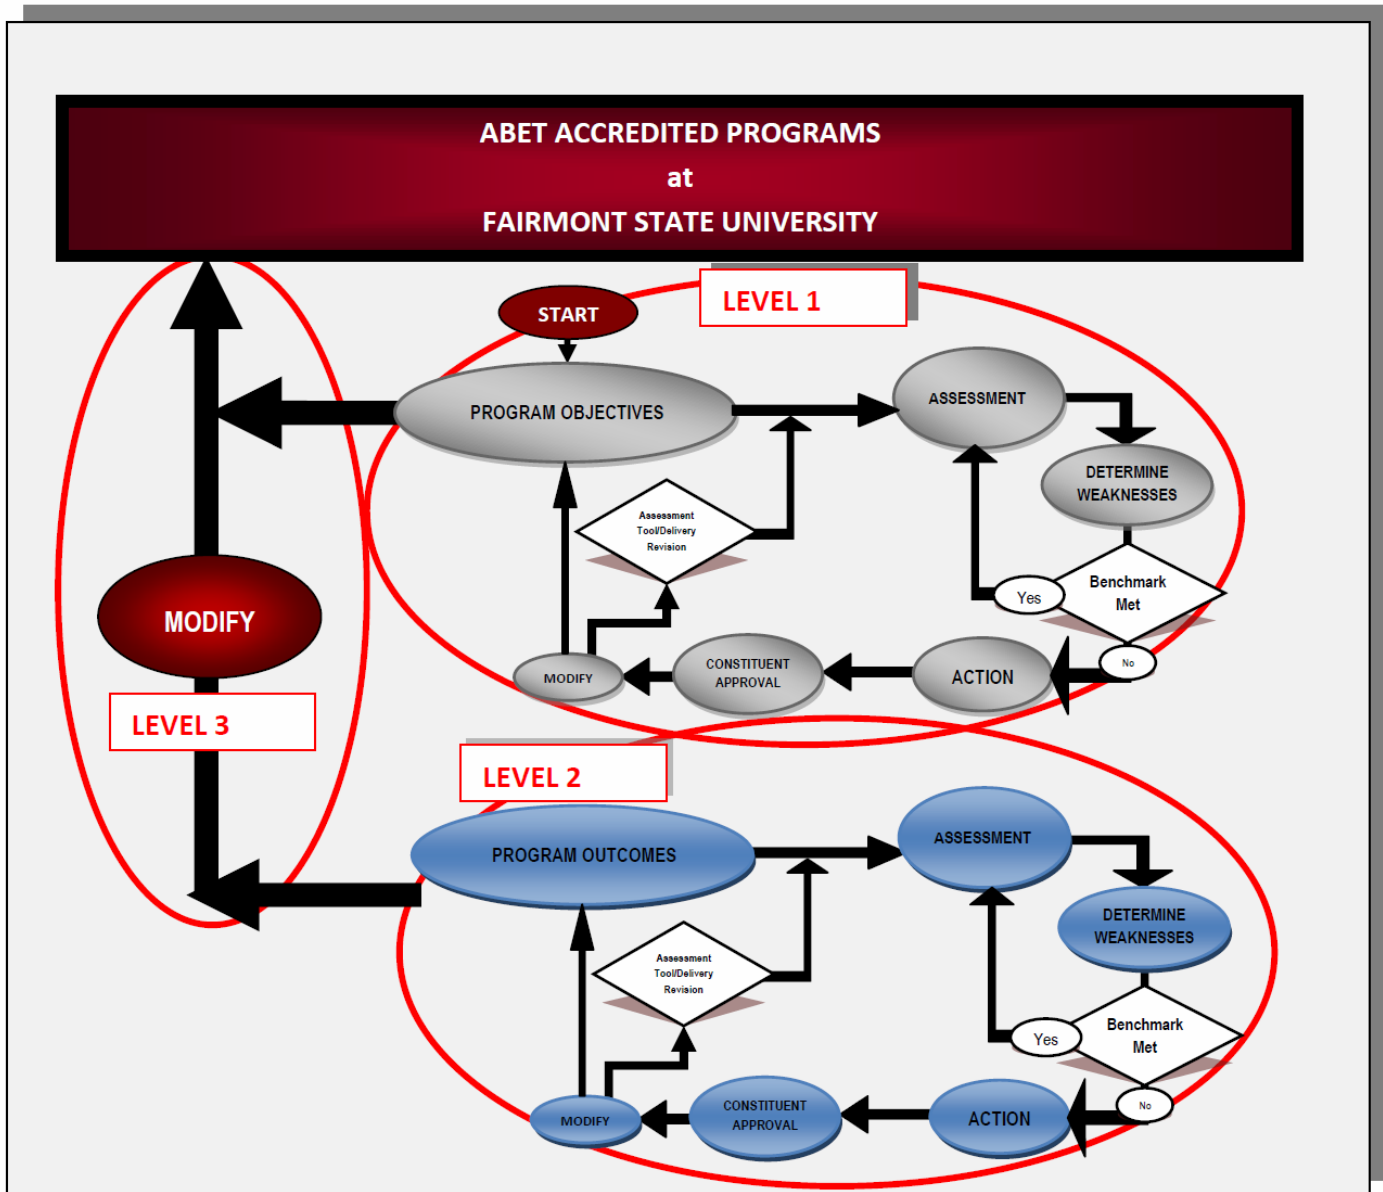 ABET ACCREDITED PROGRAMS
at
FAIRMONT STATE UNIVERSITY
LEVEL 1
START
PROGRAM OBJECTIVES
ASSESSMENT
DETERMINE
WEAKNESSES
Assessment
Tool/Delivery
Revision
Benchmark
Met
Yes
No
MODIFY
CONSTITUENT
APPROVAL
ACTION
MODIFY
LEVEL 3
LEVEL 2
PROGRAM OUTCOMES
ASSESSMENT
DETERMINE
WEAKNESSES
Assessment
Tool/Delivery
Revision
Benchmark
Met
Yes
No
MODIFY
CONSTITUENT
APPROVAL
ACTION